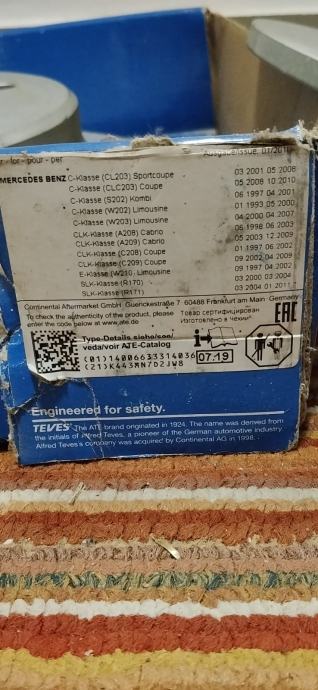 for - pour - per
Ausgabe/Issue, 01/201
MERCEDES BENZ C-Klasse (CL203) Sportcoupe 03 2001 05 2008
C-Klasse (CLC203) Coupe 05 2008 10 2010
C-Klasse (S202) Kombi 06 1997 04 2001
C-Klasse (W202) Limousine 01 1993 05 2000
C-Klasse (W203) Limousine 04 2000 04 2007
CLK-Klasse (A208) Cabrio 06 1998 06 2003
CLK-Klasse (A209) Cabrio 05 2003 12 2009
CLK-Klasse (C208) Coupe 01 1997 06 2002
CLK-Klasse (C209) Coupe 09 2002 04 2009
E-Klasse (W210) Limousine 09 1997 04 2002
SLK-Klasse (R170) 03 2000 03 2004
SLK-Klasse (R171) 03 2004 01 2011
Continental Aftermarket GmbH Guerickestraße 7 60488 Frankfurt am Main Germany
To check the authenticity of the product, please
enter the code below at www.ate.de.
Товар сертифицирован
Изготовлено в Чехии
EAC
Type-Details siehe/see/
veda/voir ATE-Catalog
(01)14006633314036
(21)K443MN7D2JW8
07.19
Engineered for safety.
TEVES The ATE brand originated in 1924. The name was derived from
the initials of Alfred Teves, a pioneer of the German automotive industry.
Alfred Teves's company was acquired by Continental AG in 1998.